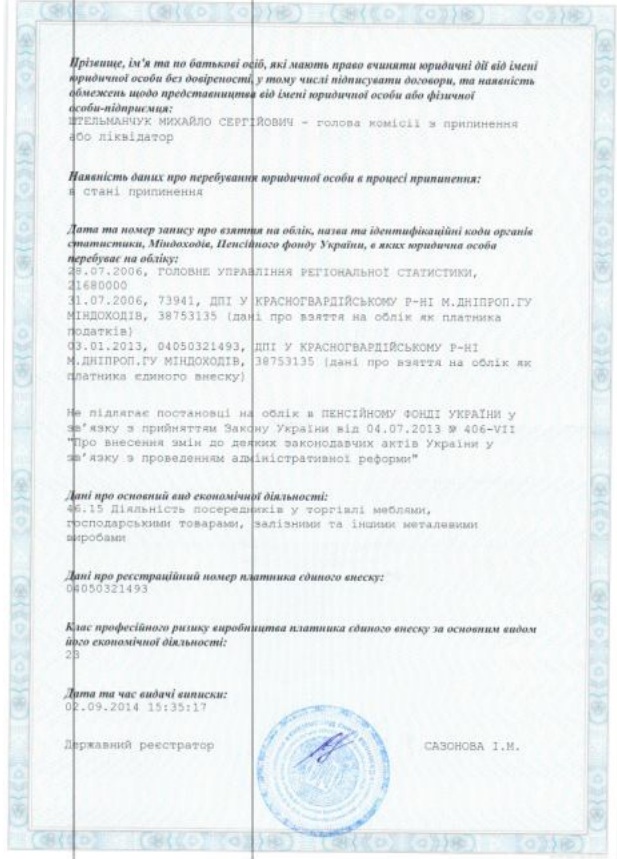 Прізвище, ім'я та по батькові осіб, які мають право вчиняти юридичні дії від імені
юридичної особи без довіреності, у тому числі підписувати договори, та наявність
обмежень щодо представництва від імені юридичної особи або фізичної
особи-підприємця:
ШТЕЛЬМАНЧУК МИХАЙЛО СЕРГІЙОВИЧ - голова комісії з припинення
або ліквідатор
Наявність даних про перебування юридичної особи в процесі припинення:
в стані припинення
Дата та номер запису про взяття на облік, назва та ідентифікаційні коди органів
статистики, Міндоходів, Пенсійного фонду України, в яких юридична особа
перебуває на обліку:
28.07.2006, ГОЛОВНЕ УПРАВЛІННЯ РЕГІОНАЛЬНОЇ СТАТИСТИКИ,
21680000
31.07.2006, 73941, ДПІ У КРАСНОГВАРДІЙСЬКОМУ Р-НІ М.ДНІПРОП.ГУ
МІНДОХОДІВ, 38753135 (дані про взяття на облік як платника
податків)
03.01.2013, 04050321493, ДПІ У КРАСНОГВАРДІЙСЬКОМУ Р-НІ
М.ДНІПРОП.ГУ МІНДОХОДІВ, 38753135 (дані про взяття на облік як
платника єдиного внеску)
Не підлягає постановці на облік в ПЕНСІЙНОМУ ФОНДІ УКРАЇНИ у
зв'язку з прийняттям Закону України від 04.07.2013 № 406-VII
"Про внесення змін до деяких законодавчих актів України у
зв'язку з проведенням адміністративної реформи"
Дані про основний вид економічної діяльності:
46.15 Діяльність посередників у торгівлі меблями,
господарськими товарами, залізними та іншими металевими
виробами
Дані про реєстраційний номер платника єдиного внеску:
04050321493
Клас професійного ризику виробництва платника єдиного внеску за основним видом
його економічної діяльності:
23
Дата та час видачі виписки:
02.09.2014 15:35:17
Державний реєстратор САЗОНОВА І.М.